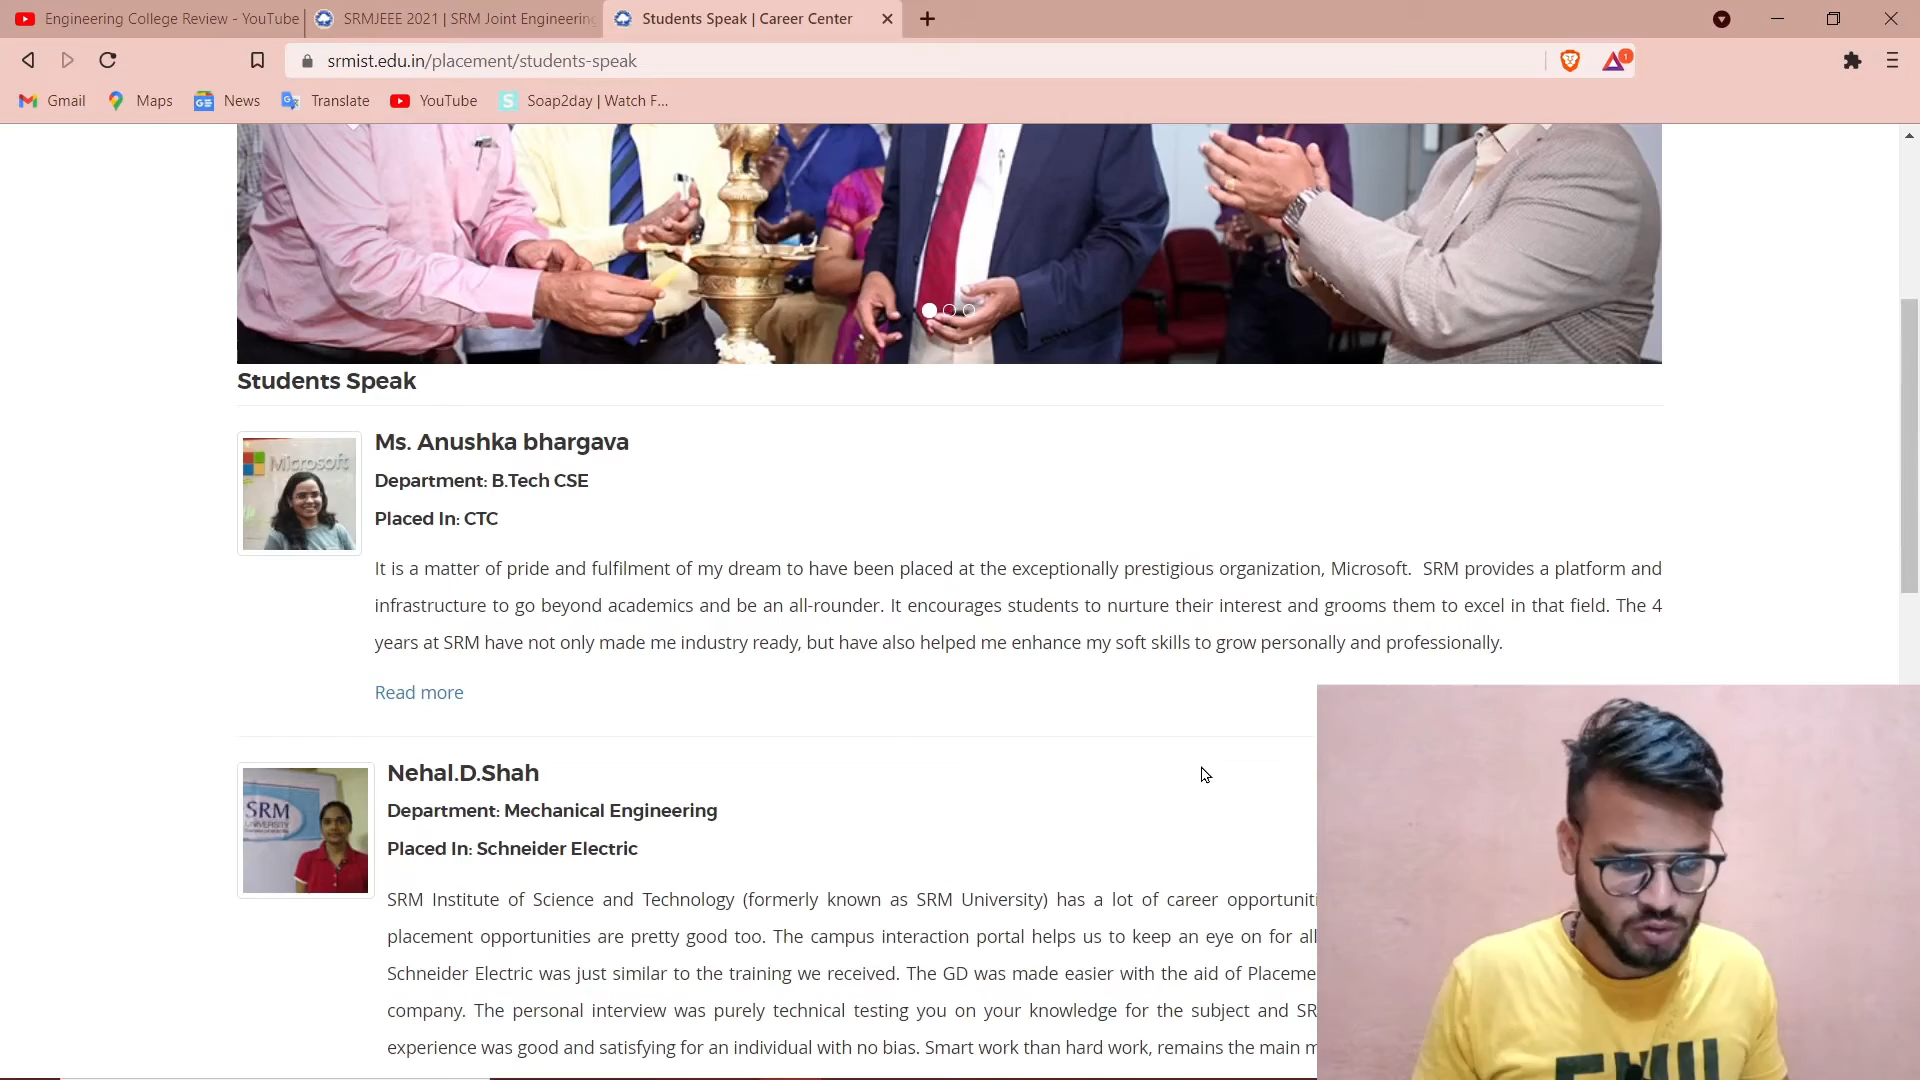 Engineering College Review - YouTube
SRMJEEE 2021 | SRM Joint Engineering
Students Speak | Career Center
srmist.edu.in/placement/students-speak
1
Gmail
Maps
News
Translate
YouTube
S
Soap2day | Watch F...
Students Speak
Microsoft
Ms. Anushka bhargava
Department: B.Tech CSE
Placed In: CTC
It is a matter of pride and fulfilment of my dream to have been placed at the exceptionally prestigious organization, Microsoft. SRM provides a platform and
infrastructure to go beyond academics and be an all-rounder. It encourages students to nurture their interest and grooms them to excel in that field. The 4
years at SRM have not only made me industry ready, but have also helped me enhance my soft skills to grow personally and professionally.
Read more
SRM
UNIVERSITY
Nehal.D.Shah
Department: Mechanical Engineering
Placed In: Schneider Electric
SRM Institute of Science and Technology (formerly known as SRM University) has a lot of career opportuniti
placement opportunities are pretty good too. The campus interaction portal helps us to keep an eye on for all
Schneider Electric was just similar to the training we received. The GD was made easier with the aid of Placeme
company. The personal interview was purely technical testing you on your knowledge for the subject and SR
experience was good and satisfying for an individual with no bias. Smart work than hard work, remains the main m